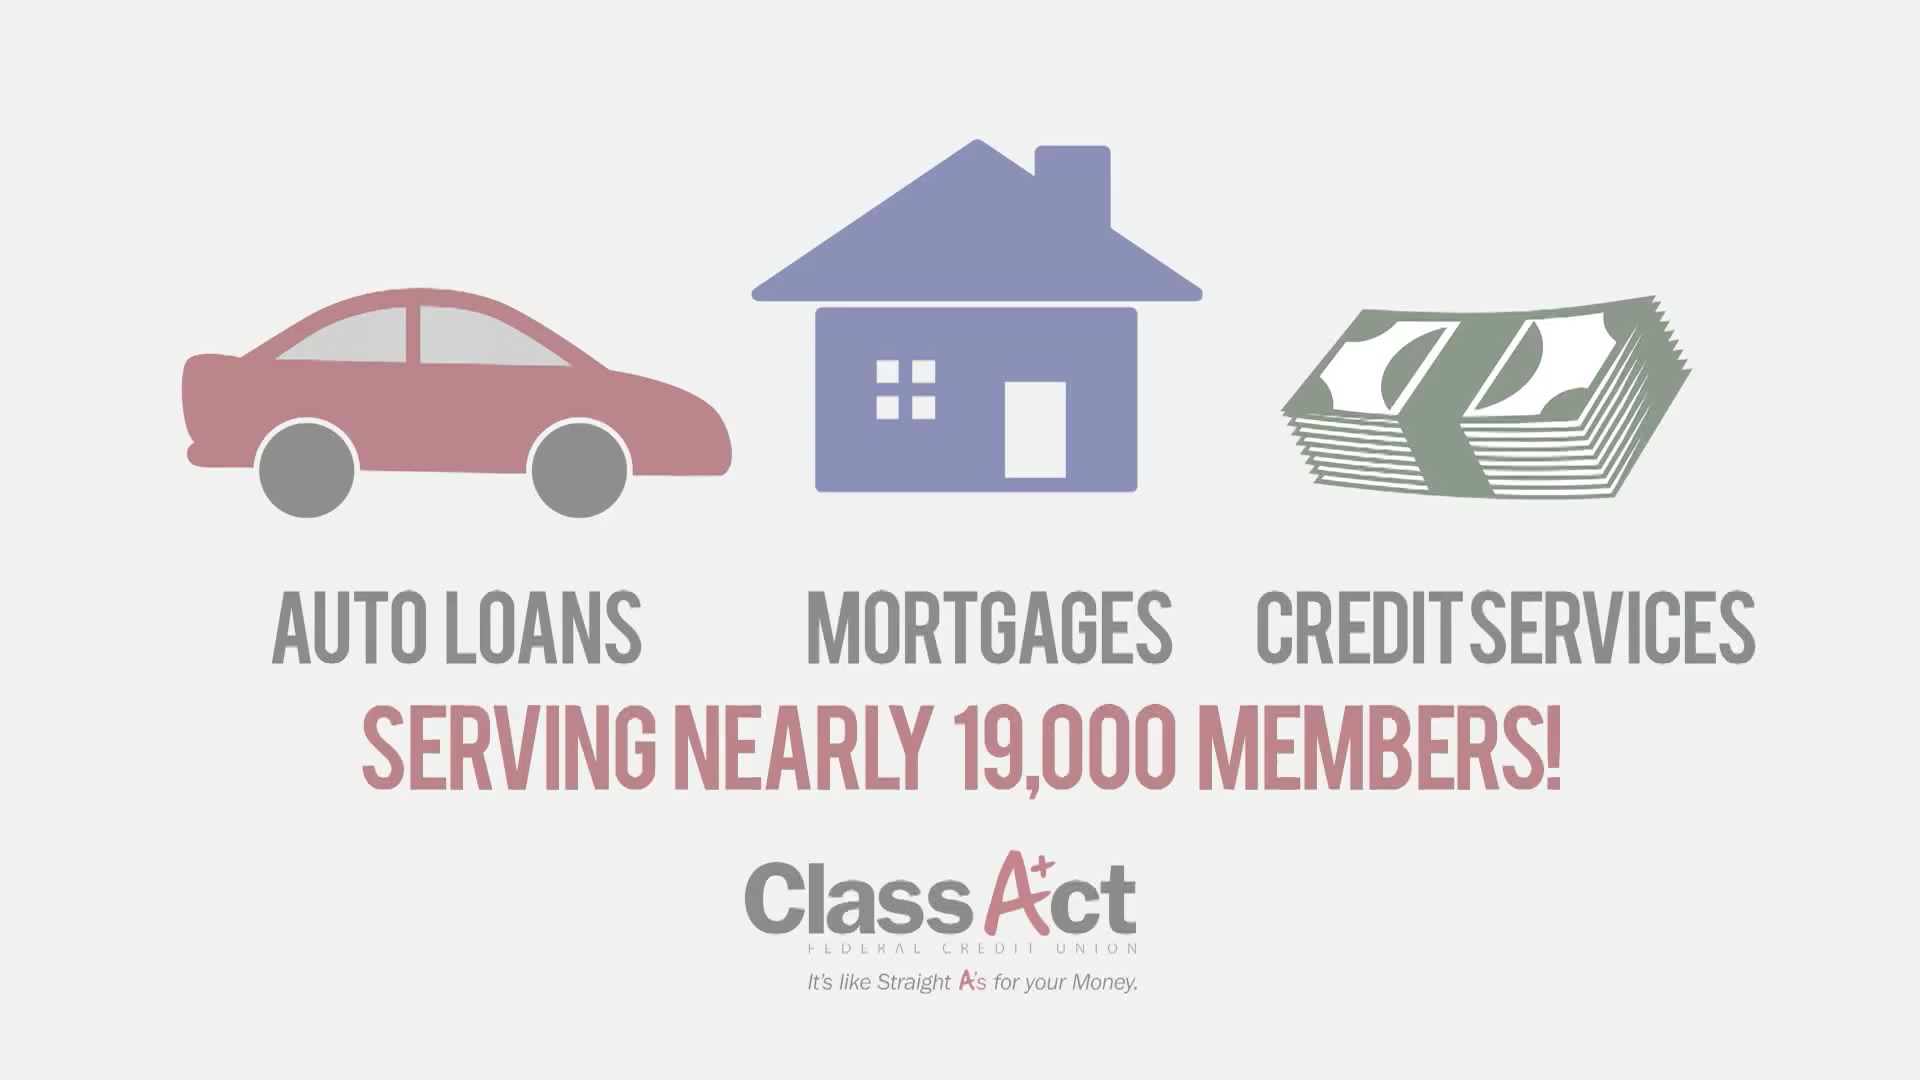 AUTO LOANS MORTGAGES CREDIT SERVICES
SERVING NEARLY 19,000 MEMBERS!
Class A+ct
FEDERAL CREDIT UNION
It's like Straight A's for your Money.